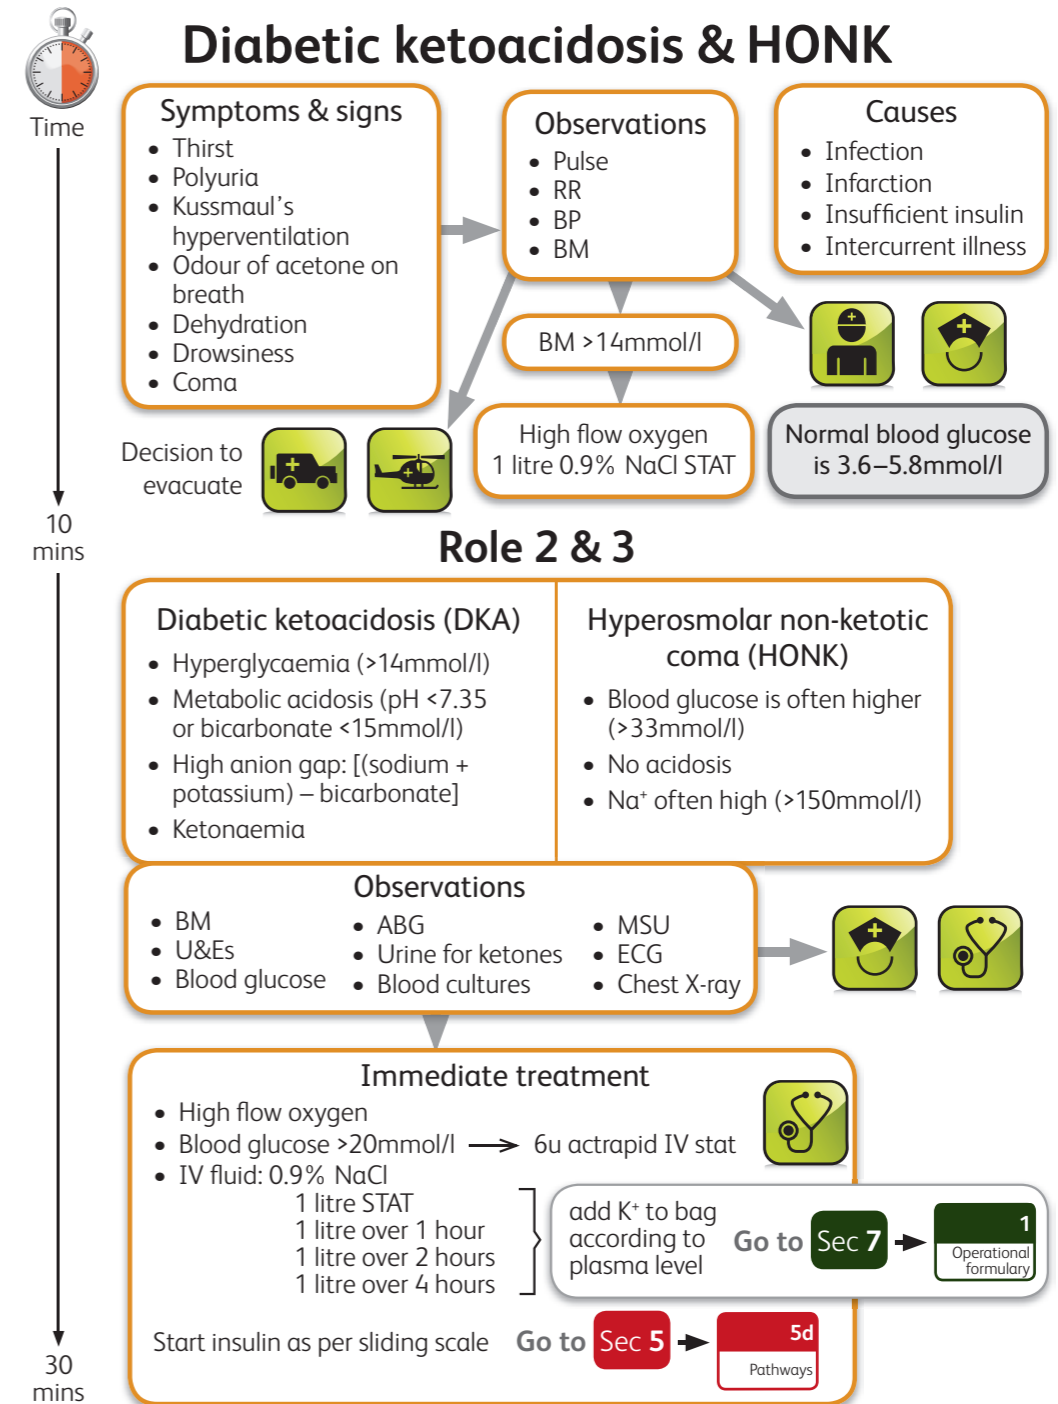 Diabetic ketoacidosis & HONK
Time
Symptoms & signs
• Thirst
• Polyuria
• Kussmaul's
hyperventilation
• Odour of acetone on
breath
• Dehydration
• Drowsiness
• Coma
Observations
• Pulse
• RR
• BP
• BM
Causes
• Infection
• Infarction
• Insufficient insulin
• Intercurrent illness
BM >14mmol/l
High flow oxygen
1 litre 0.9% NaCl STAT
Normal blood glucose
is 3.6–5.8mmol/l
Decision to
evacuate
10
mins
Role 2 & 3
Diabetic ketoacidosis (DKA)
• Hyperglycaemia (>14mmol/l)
• Metabolic acidosis (pH <7.35
or bicarbonate <15mmol/l)
• High anion gap: [(sodium +
potassium) – bicarbonate]
• Ketonaemia
Hyperosmolar non-ketotic
coma (HONK)
• Blood glucose is often higher
(>33mmol/l)
• No acidosis
• Na⁺ often high (>150mmol/l)
Observations
• BM
• U&Es
• Blood glucose
• ABG
• Urine for ketones
• Blood cultures
• MSU
• ECG
• Chest X-ray
Immediate treatment
• High flow oxygen
• Blood glucose >20mmol/l → 6u actrapid IV stat
• IV fluid: 0.9% NaCl
1 litre STAT
1 litre over 1 hour
1 litre over 2 hours
1 litre over 4 hours
add K⁺ to bag
according to
plasma level
Go to Sec 7
1
Operational
formulary
Start insulin as per sliding scale Go to Sec 5
5d
Pathways
30
mins